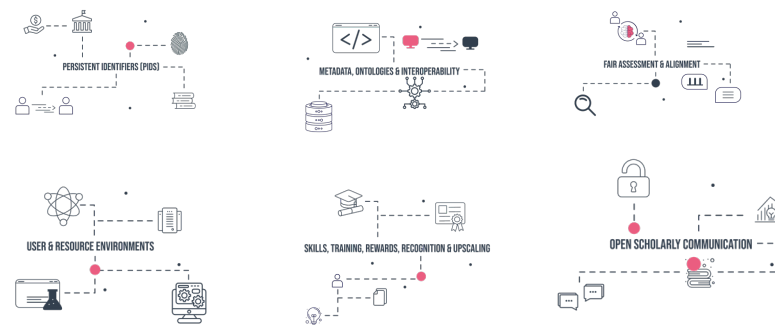 PERSISTENT IDENTIFIERS (PIDS)
METADATA, ONTOLOGIES & INTEROPERABILITY
FAIR ASSESSMENT & ALIGNMENT
USER & RESOURCE ENVIRONMENTS
SKILLS, TRAINING, REWARDS, RECOGNITION & UPSCALING
OPEN SCHOLARLY COMMUNICATION